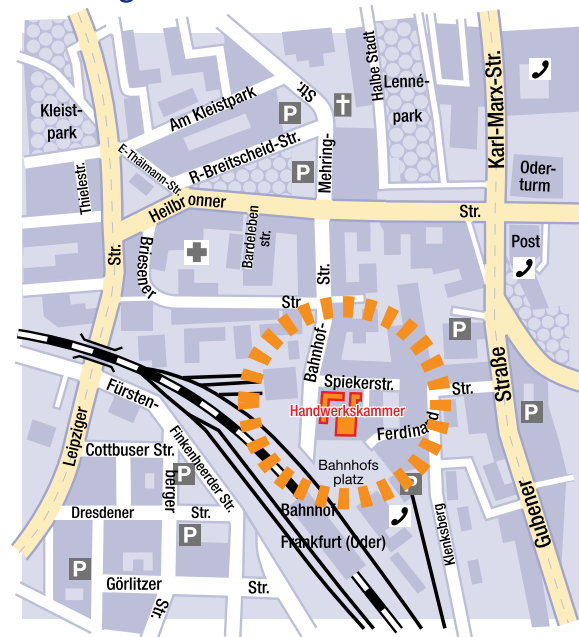 Halbe Stadt
Lenné-
park
Karl-Marx-Str.
Kleist-
park
Am Kleistpark
Str.
P
Mehring-
R-Breitscheid-Str.
E-Thälmann-Str.
P
Oder-
turm
Thielestr.
Heilbronner
Str.
Bardeleben
str.
Post
Str.
Briesener
Str.
Str.
P
Bahnhof-
Spiekerstr.
Str.
Straße
Handwerkskammer
Ferdinand
P
Fürsten-
Leipziger
Finkenheerder Str.
Cottbuser Str.
berger
P
Bahnhofs
platz
P
Dresdener
Str.
Bahnhof
Frankfurt (Oder)
P
Klenksberg
Gubener
P
Görlitzer
Str.
Str.